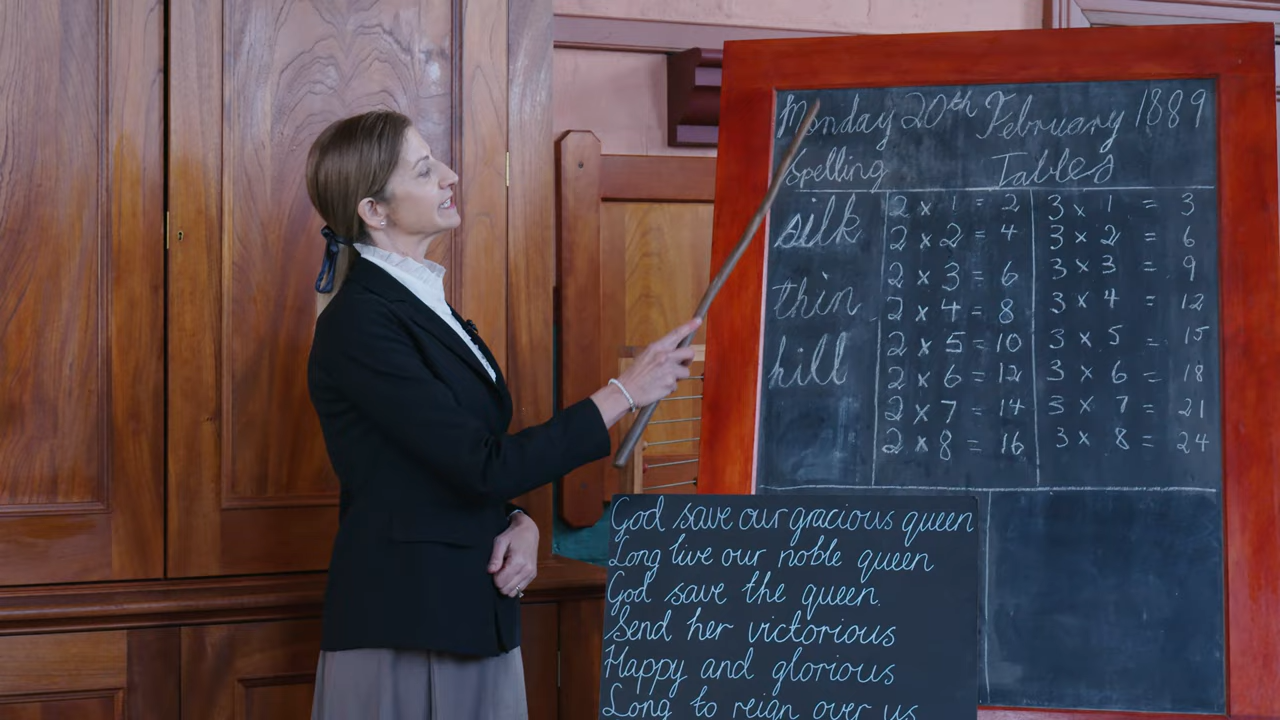 Monday 20th February 1889
Spelling Tables
silk
thin
hill
2 x 1 = 2
2 x 2 = 4
2 x 3 = 6
2 x 4 = 8
2 x 5 = 10
2 x 6 = 12
2 x 7 = 14
2 x 8 = 16
3 x 1 = 3
3 x 2 = 6
3 x 3 = 9
3 x 4 = 12
3 x 5 = 15
3 x 6 = 18
3 x 7 = 21
3 x 8 = 24
God save our gracious queen
Long live our noble queen
God save the queen.
Send her victorious
Happy and glorious
Long to reign over us